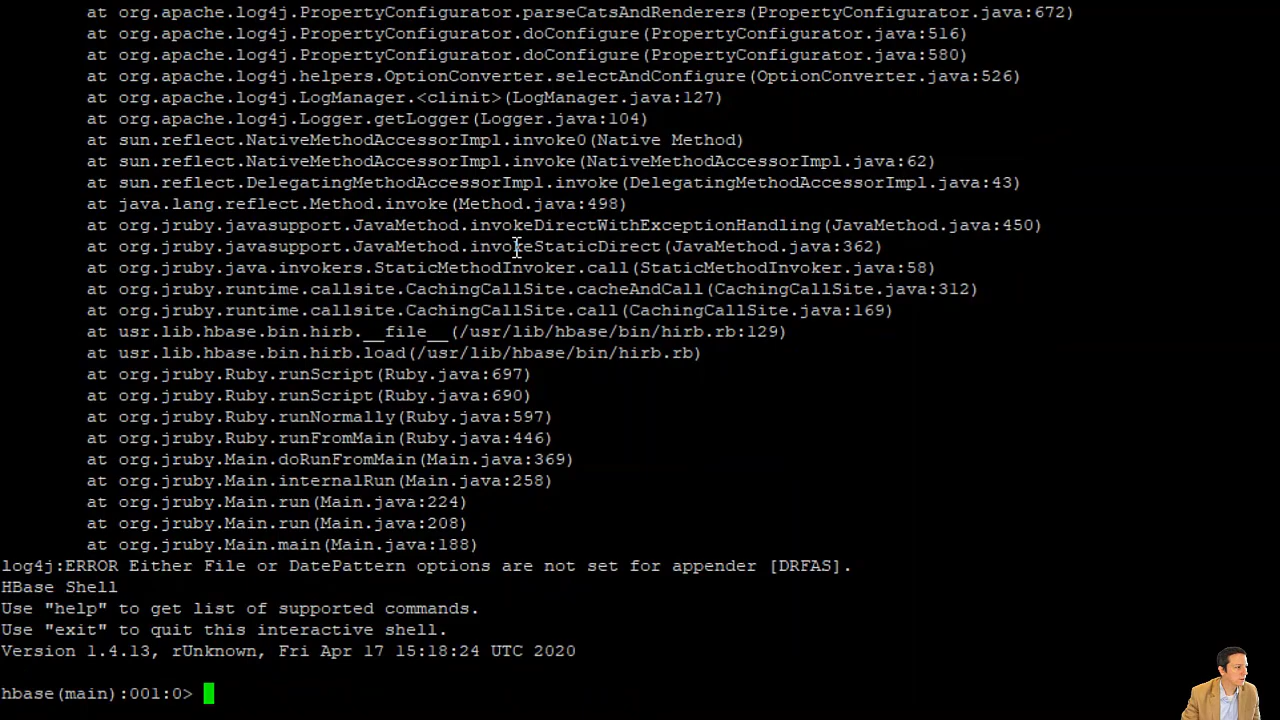 at org.apache.log4j.PropertyConfigurator.parseCatsAndRenderers(PropertyConfigurator.java:672)
at org.apache.log4j.PropertyConfigurator.doConfigure(PropertyConfigurator.java:516)
at org.apache.log4j.PropertyConfigurator.doConfigure(PropertyConfigurator.java:580)
at org.apache.log4j.helpers.OptionConverter.selectAndConfigure(OptionConverter.java:526)
at org.apache.log4j.LogManager.<clinit>(LogManager.java:127)
at org.apache.log4j.Logger.getLogger(Logger.java:104)
at sun.reflect.NativeMethodAccessorImpl.invoke0(Native Method)
at sun.reflect.NativeMethodAccessorImpl.invoke(NativeMethodAccessorImpl.java:62)
at sun.reflect.DelegatingMethodAccessorImpl.invoke(DelegatingMethodAccessorImpl.java:43)
at java.lang.reflect.Method.invoke(Method.java:498)
at org.jruby.javasupport.JavaMethod.invokeDirectWithExceptionHandling(JavaMethod.java:450)
at org.jruby.javasupport.JavaMethod.invokeStaticDirect(JavaMethod.java:362)
at org.jruby.java.invokers.StaticMethodInvoker.call(StaticMethodInvoker.java:58)
at org.jruby.runtime.callsite.CachingCallSite.cacheAndCall(CachingCallSite.java:312)
at org.jruby.runtime.callsite.CachingCallSite.call(CachingCallSite.java:169)
at usr.lib.hbase.bin.hirb.__file__(/usr/lib/hbase/bin/hirb.rb:129)
at usr.lib.hbase.bin.hirb.load(/usr/lib/hbase/bin/hirb.rb)
at org.jruby.Ruby.runScript(Ruby.java:697)
at org.jruby.Ruby.runScript(Ruby.java:690)
at org.jruby.Ruby.runNormally(Ruby.java:597)
at org.jruby.Ruby.runFromMain(Ruby.java:446)
at org.jruby.Main.doRunFromMain(Main.java:369)
at org.jruby.Main.internalRun(Main.java:258)
at org.jruby.Main.run(Main.java:224)
at org.jruby.Main.run(Main.java:208)
at org.jruby.Main.main(Main.java:188)
log4j:ERROR Either File or DatePattern options are not set for appender [DRFAS].
HBase Shell
Use "help" to get list of supported commands.
Use "exit" to quit this interactive shell.
Version 1.4.13, rUnknown, Fri Apr 17 15:18:24 UTC 2020
hbase(main):001:0>